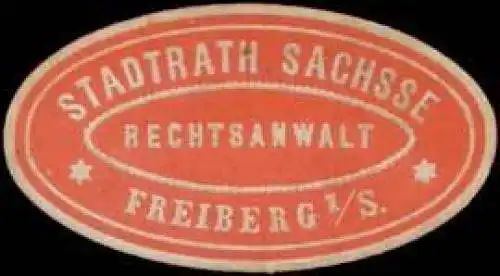 STADTRATH SACHSSE
RECHTSANWALT
FREIBERG I/S.